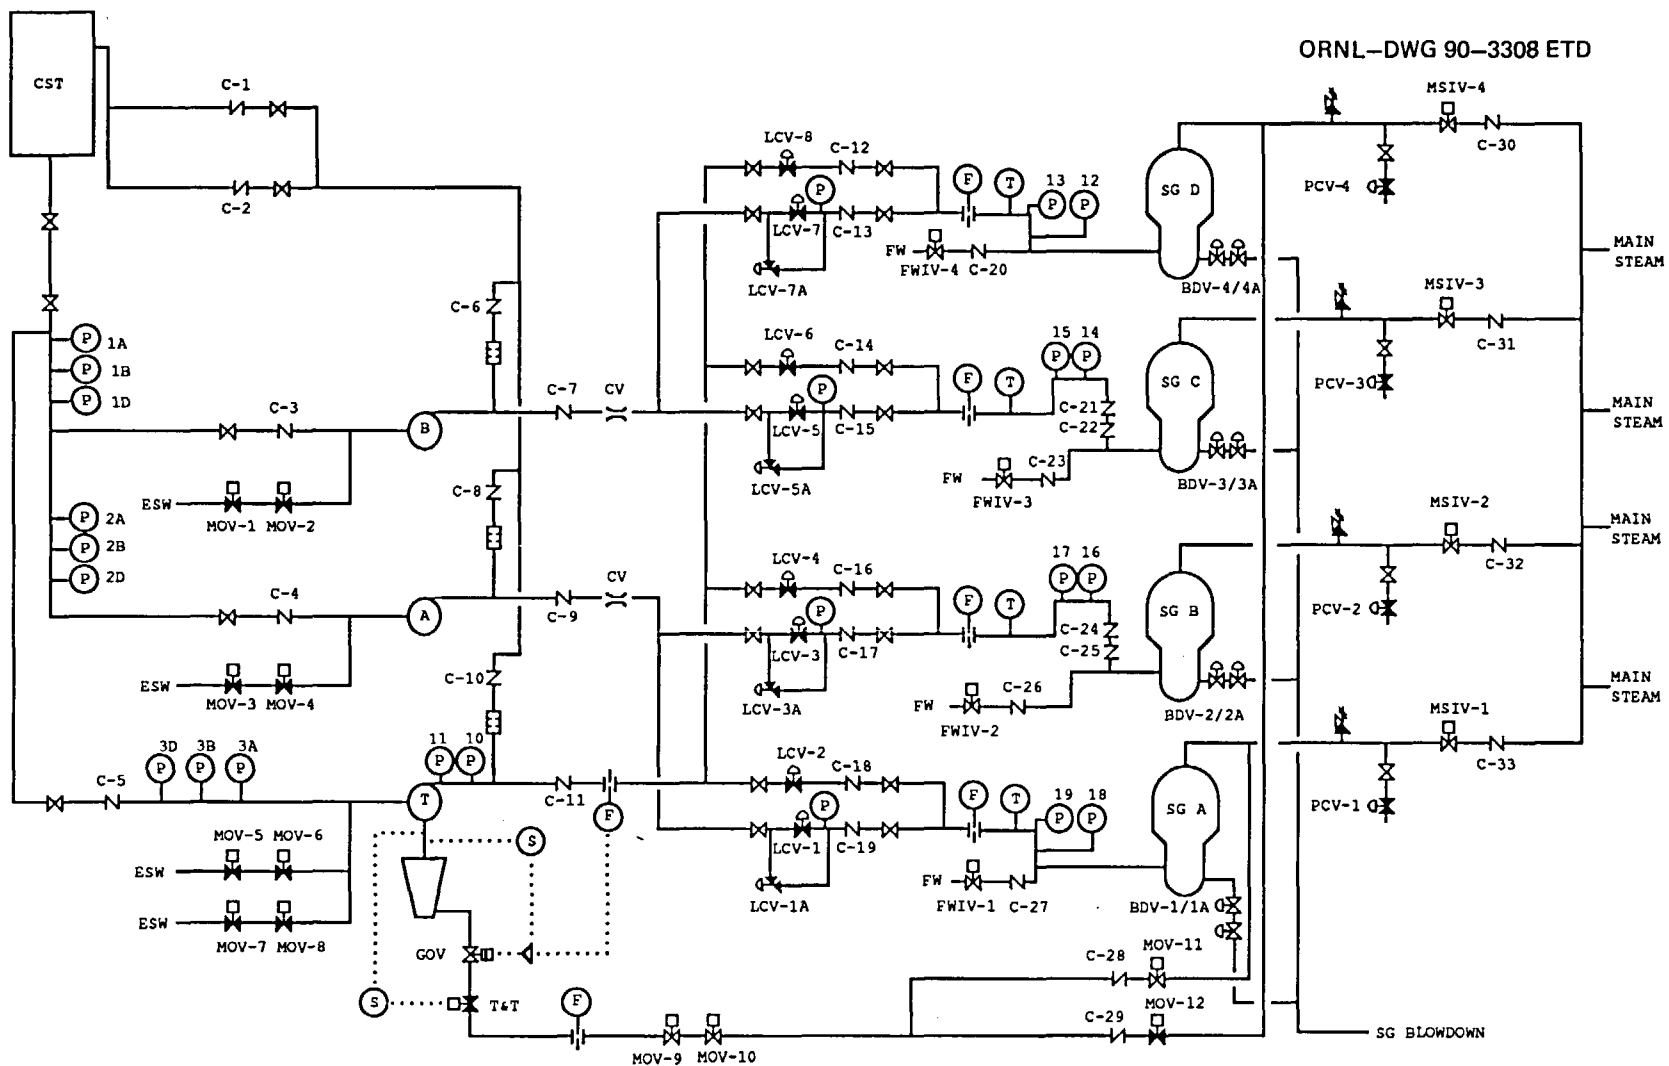 ORNL-DWG 90-3308 ETD
CST
C-1
C-2
C-6
C-7
CV
1A
P
1B
P
1D
P
C-3
B
ESW
MOV-1 MOV-2
C-8
2A
P
2B
P
2D
P
C-4
A
C-9
CV
ESW
MOV-3 MOV-4
C-10
3D 3B 3A
P P P
C-5
11 10
P P
T
C-11
F
MOV-5 MOV-6
ESW
ESW
MOV-7 MOV-8
S
GOV
S
T&T
F
MOV-9 MOV-10
LCV-8
C-12
P
LCV-7 C-13
LCV-7A
F T
13 12
P P
FW
FWIV-4 C-20
SG D
BDV-4/4A
LCV-6
C-14
P
LCV-5 C-15
LCV-5A
F T
15 14
P P
C-21
C-22
C-23
FW
FWIV-3
SG C
BDV-3/3A
LCV-4
C-16
P
LCV-3 C-17
LCV-3A
F T
17 16
P P
C-24
C-25
C-26
FW
FWIV-2
SG B
BDV-2/2A
LCV-2
C-18
P
LCV-1 C-19
LCV-1A
F T
19 18
P P
FW
FWIV-1 C-27
SG A
BDV-1/1A
C-28
MOV-11
C-29
MOV-12
MSIV-4
C-30
PCV-4
MAIN
STEAM
MSIV-3
C-31
PCV-3
MAIN
STEAM
MSIV-2
C-32
PCV-2
MAIN
STEAM
MSIV-1
C-33
PCV-1
MAIN
STEAM
SG BLOWDOWN